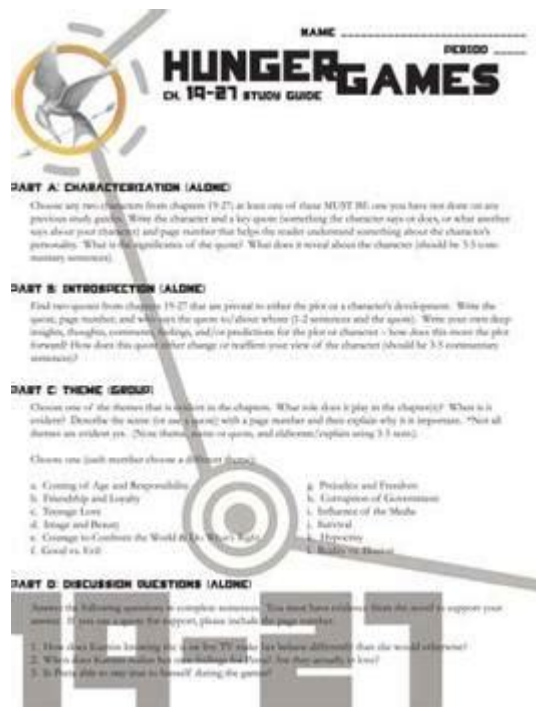 NAME
PERIOD
HUNGER GAMES
CH. 19-27 STUDY GUIDE
PART A: CHARACTERIZATION (ALONE)
Choose any two characters from chapters 19-27; at least one of these MUST BE one you have not done on any
previous study guides. Write the character and a key quote (something the character says or does, or what another
says about your character) and page number that helps the reader understand something about the character's
personality. What is the significance of the quote? What does it reveal about the character (should be 3-5 com-
mentary sentences).
PART B: INTROSPECTION (ALONE)
Find two quotes from chapter 19-27 that are pivotal to either the plot or a character's development. Write the
quote, page number, and who says the quote to/about whom (1-2 sentences and the quote). Write your own deep
insights, thoughts, comments, feelings, and/or predictions for the plot or character – how does this move the plot
forward? How does this quote either change or reaffirm your view of the character (should be 3-5 commentary
sentences)?
PART C: THEME (GROUP)
Choose one of the themes that is evident in the chapters. What role does it play in the chapter(s)? When is it
evident? Describe the scene (or use a quote) with a page number and then explain why it is important. *Not all
themes are evident yet. (Note theme, scene or quote, and elaborate/explain using 3-5 sent.).
Choose one (each member choose a different theme):
a. Coming of Age and Responsibility
b. Friendship and Loyalty
c. Teenage Love
d. Image and Beauty
e. Courage to Confront the World & Do What's Right
f. Good vs. Evil
g. Prejudice and Freedom
h. Corruption of Government
i. Influence of the Media
j. Survival
k. Hypocrisy
l. Reality vs. Illusion
PART D: DISCUSSION QUESTIONS (ALONE)
Answer the following questions in complete sentences. You must have evidence from the novel to support your
answer. If you use a quote for support, please include the page number.
1. How does Katniss knowing she is on live TV make her behave differently than she would otherwise?
2. When does Katniss realize her own feelings for Peeta? Are they actually in love?
3. Is Peeta able to stay true to himself during the games?
19-27